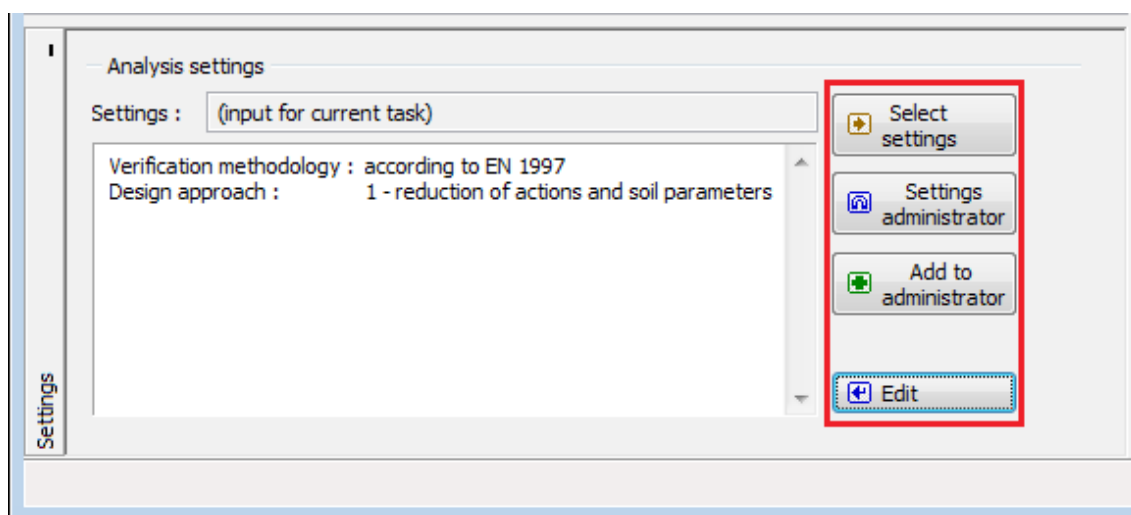 Analysis settings
Settings : (input for current task)
Select
settings
Verification methodology : according to EN 1997
Design approach : 1 - reduction of actions and soil parameters
Settings
administrator
Add to
administrator
Edit
Settings